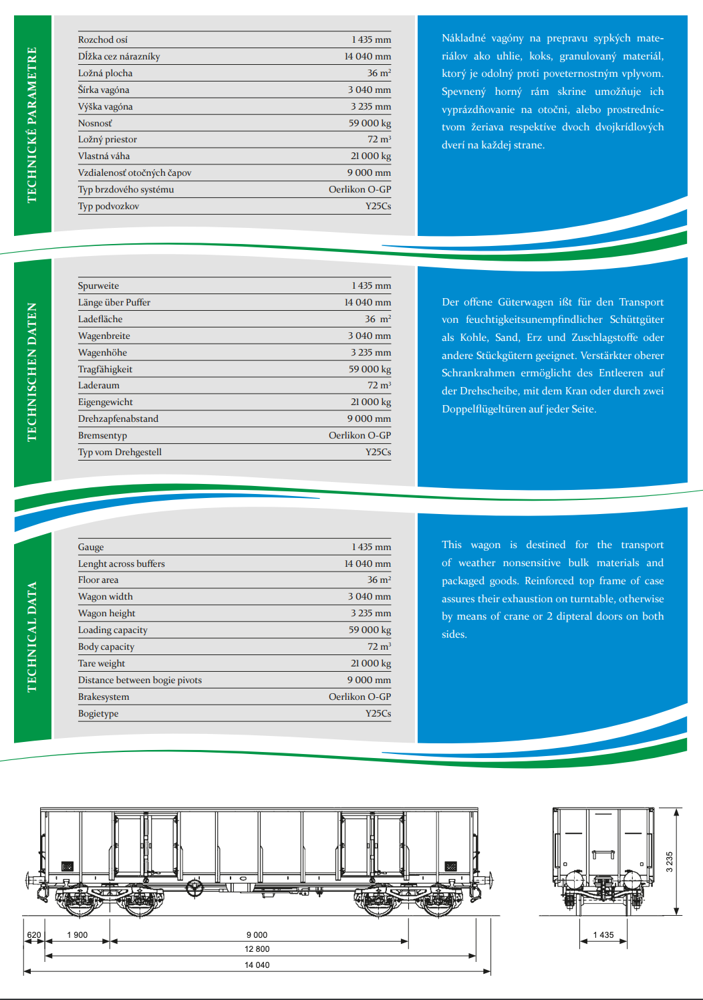 TECHNICKÉ PARAMETRE
Rozchod osí 1 435 mm
Dĺžka cez nárazníky 14 040 mm
Ložná plocha 36 m²
Šírka vagóna 3 040 mm
Výška vagóna 3 235 mm
Nosnosť 59 000 kg
Ložný priestor 72 m³
Vlastná váha 21 000 kg
Vzdialenosť otočných čapov 9 000 mm
Typ brzdového systému Oerlikon O-GP
Typ podvozkov Y25Cs
Nákladné vagóny na prepravu sypkých mate-
riálov ako uhlie, koks, granulovaný materiál,
ktorý je odolný proti poveternostným vplyvom.
Spevnený horný rám skrine umožňuje ich
vyprázdňovanie na otočni, alebo prostredníc-
tvom žeriava respektíve dvoch dvojkrídlových
dverí na každej strane.
TECHNISCHEN DATEN
Spurweite 1 435 mm
Länge über Puffer 14 040 mm
Ladefläche 36 m²
Wagenbreite 3 040 mm
Wagenhöhe 3 235 mm
Tragfähigkeit 59 000 kg
Laderaum 72 m³
Eigengewicht 21 000 kg
Drehzapfenabstand 9 000 mm
Bremsentyp Oerlikon O-GP
Typ vom Drehgestell Y25Cs
Der offene Güterwagen ißt für den Transport
von feuchtigkeitsunempfindlicher Schüttgüter
als Kohle, Sand, Erz und Zuschlagstoffe oder
andere Stückgütern geeignet. Verstärkter oberer
Schrankrahmen ermöglicht des Entleeren auf
der Drehscheibe, mit dem Kran oder durch zwei
Doppelflügeltüren auf jeder Seite.
TECHNICAL DATA
Gauge 1 435 mm
Lenght across buffers 14 040 mm
Floor area 36 m²
Wagon width 3 040 mm
Wagon height 3 235 mm
Loading capacity 59 000 kg
Body capacity 72 m³
Tare weight 21 000 kg
Distance between bogie pivots 9 000 mm
Brakesystem Oerlikon O-GP
Bogietype Y25Cs
This wagon is destined for the transport
of weather nonsensitive bulk materials and
packaged goods. Reinforced top frame of case
assures their exhaustion on turntable, otherwise
by means of crane or 2 dipteral doors on both
sides.
3 235
620 1 900 9 000 1 435
12 800
14 040